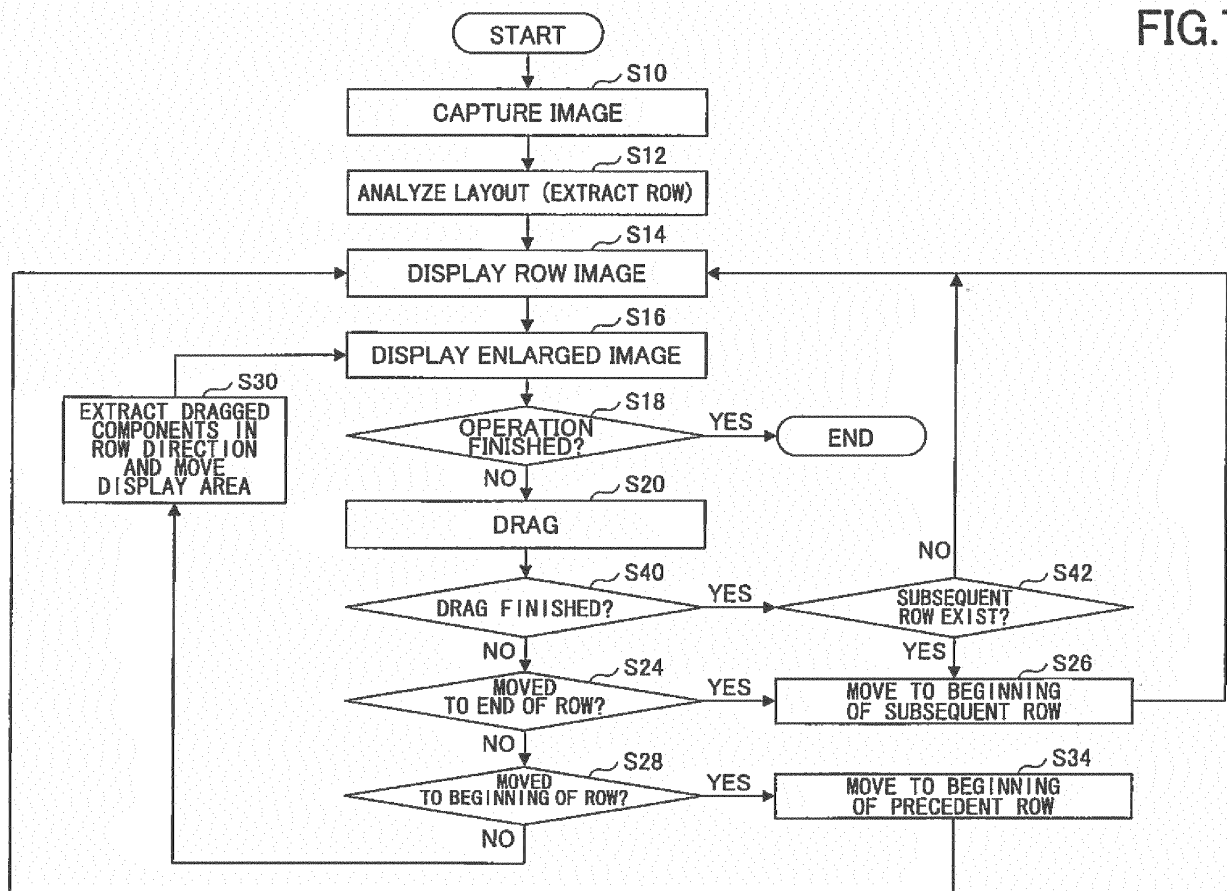 FIG.
START
S10
CAPTURE IMAGE
S12
ANALYZE LAYOUT (EXTRACT ROW)
S14
DISPLAY ROW IMAGE
S16
DISPLAY ENLARGED IMAGE
S30
EXTRACT DRAGGED
COMPONENTS IN
ROW DIRECTION
AND MOVE
DISPLAY AREA
S18
OPERATION
FINISHED?
YES
END
NO
S20
DRAG
S40
DRAG FINISHED?
YES
NO
S42
SUBSEQUENT
ROW EXIST?
NO
YES
S24
MOVED
TO END OF ROW?
YES
S26
MOVE TO BEGINNING
OF SUBSEQUENT ROW
NO
S28
MOVED
TO BEGINNING OF ROW?
YES
S34
MOVE TO BEGINNING
OF PRECEDENT ROW
NO